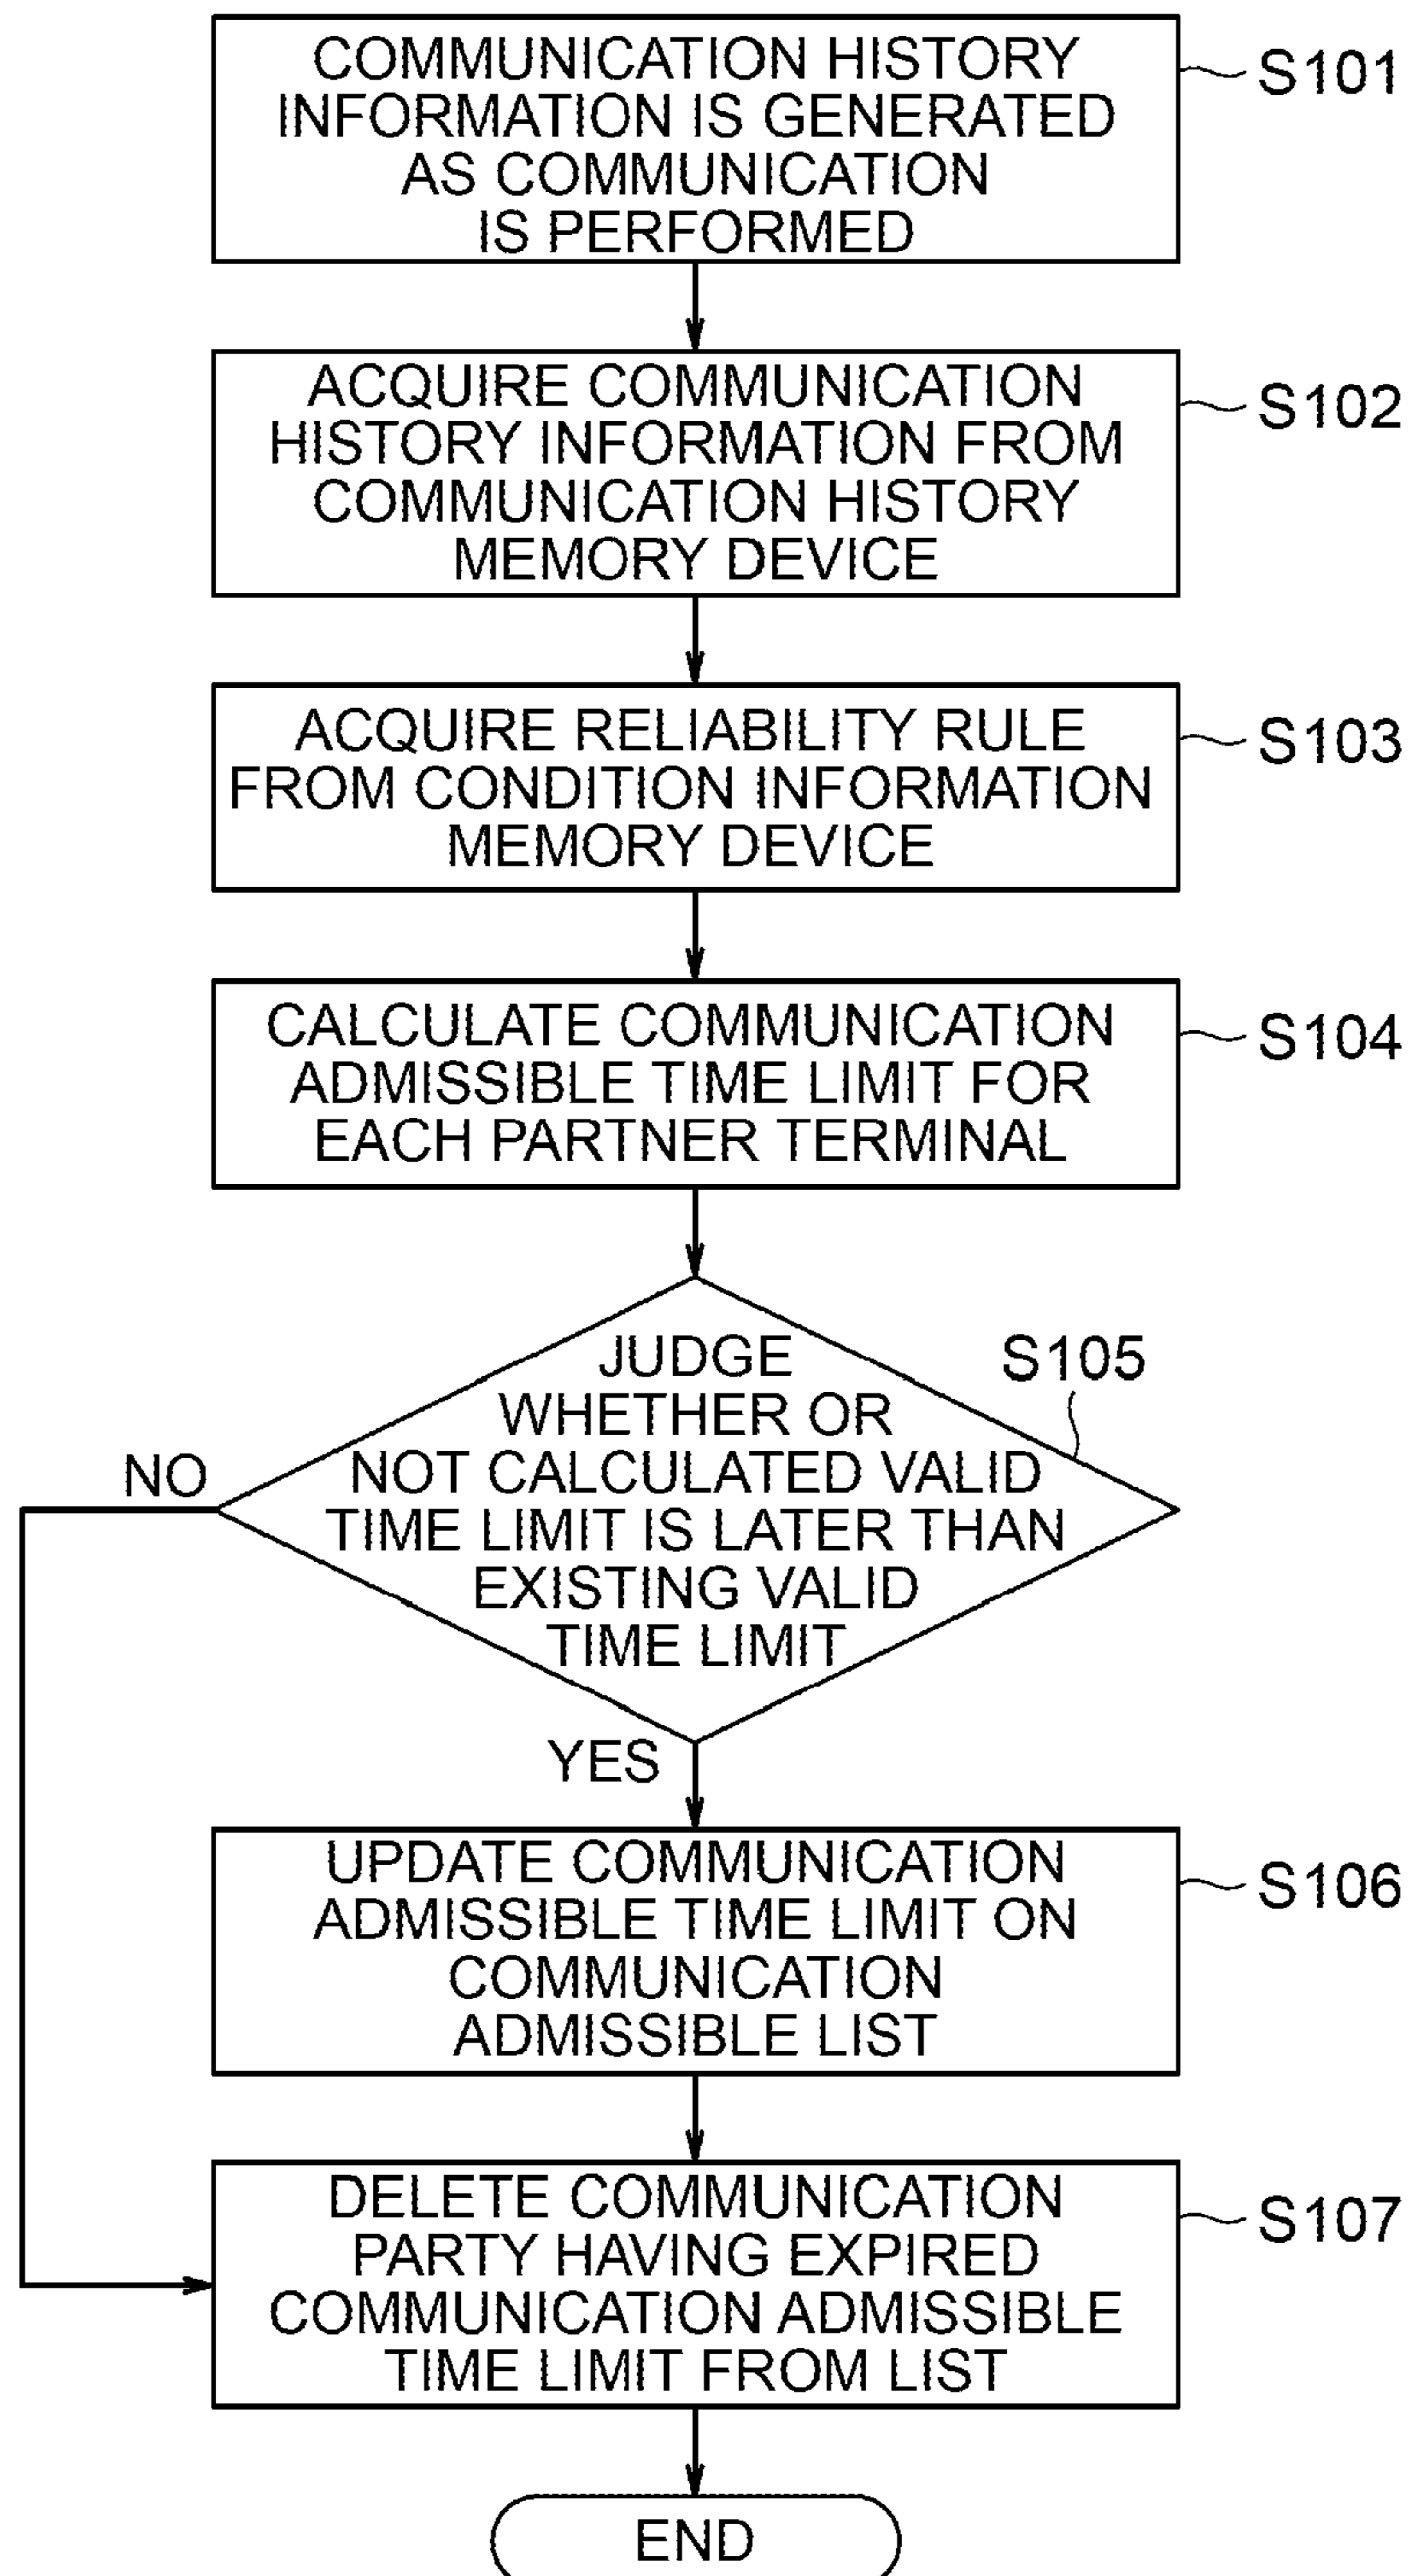 COMMUNICATION HISTORY
INFORMATION IS GENERATED
AS COMMUNICATION
IS PERFORMED
S101
ACQUIRE COMMUNICATION
HISTORY INFORMATION FROM
COMMUNICATION HISTORY
MEMORY DEVICE
S102
ACQUIRE RELIABILITY RULE
FROM CONDITION INFORMATION
MEMORY DEVICE
S103
CALCULATE COMMUNICATION
ADMISSIBLE TIME LIMIT FOR
EACH PARTNER TERMINAL
S104
JUDGE
WHETHER OR
NOT CALCULATED VALID
TIME LIMIT IS LATER THAN
EXISTING VALID
TIME LIMIT
S105
NO
YES
UPDATE COMMUNICATION
ADMISSIBLE TIME LIMIT ON
COMMUNICATION
ADMISSIBLE LIST
S106
DELETE COMMUNICATION
PARTY HAVING EXPIRED
COMMUNICATION ADMISSIBLE
TIME LIMIT FROM LIST
S107
END